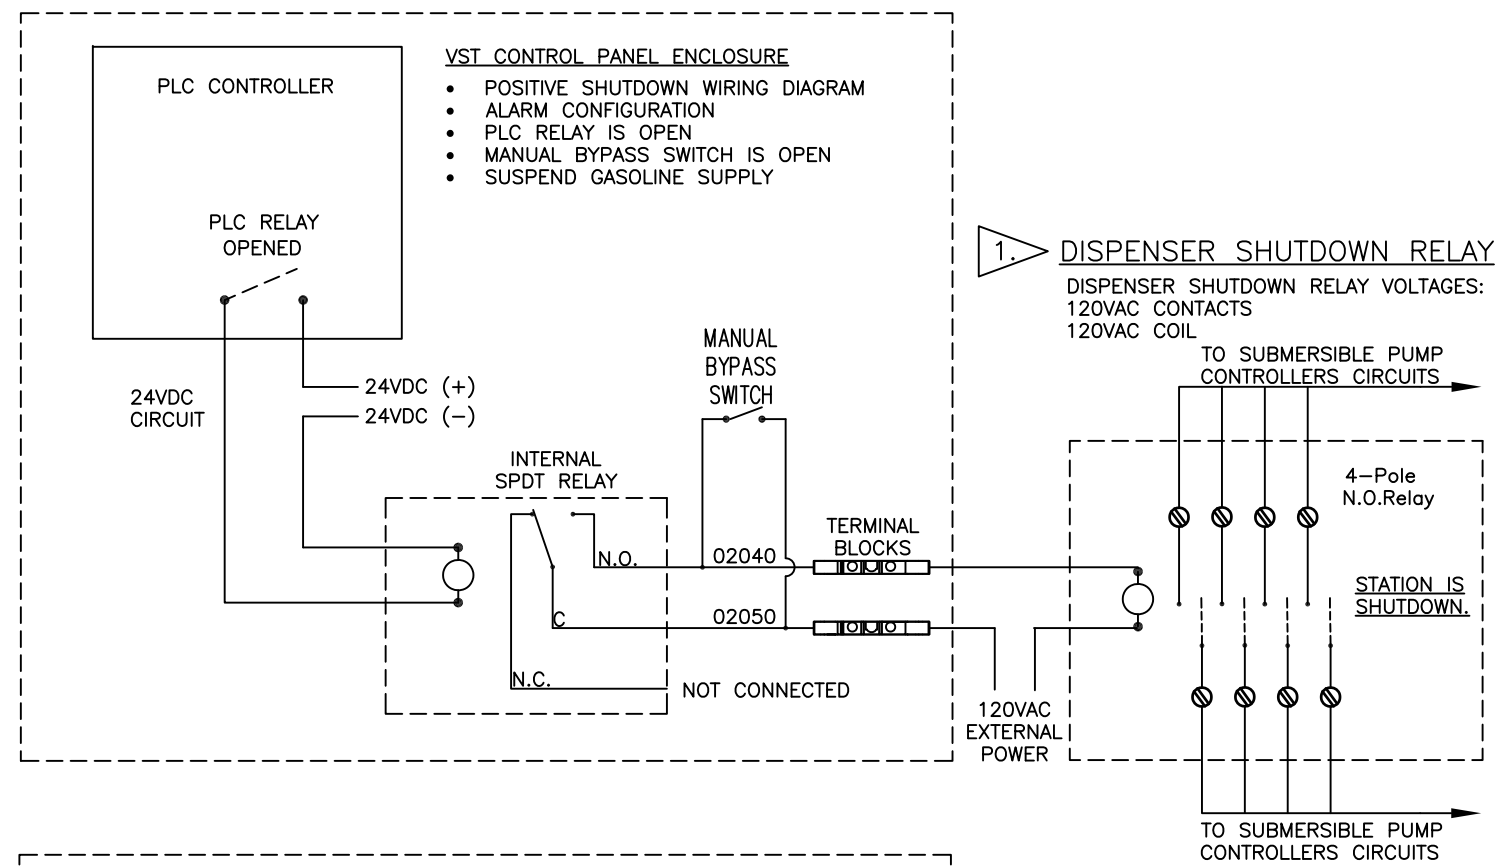 VST CONTROL PANEL ENCLOSURE
• POSITIVE SHUTDOWN WIRING DIAGRAM
• ALARM CONFIGURATION
• PLC RELAY IS OPEN
• MANUAL BYPASS SWITCH IS OPEN
• SUSPEND GASOLINE SUPPLY
PLC CONTROLLER
PLC RELAY
OPENED
24VDC
CIRCUIT
24VDC (+)
24VDC (−)
INTERNAL
SPDT RELAY
N.O.
C
N.C.
NOT CONNECTED
MANUAL
BYPASS
SWITCH
02040
02050
TERMINAL
BLOCKS
120VAC
EXTERNAL
POWER
1.
DISPENSER SHUTDOWN RELAY
DISPENSER SHUTDOWN RELAY VOLTAGES:
120VAC CONTACTS
120VAC COIL
TO SUBMERSIBLE PUMP
CONTROLLERS CIRCUITS
4−Pole
N.O.Relay
STATION IS
SHUTDOWN.
TO SUBMERSIBLE PUMP
CONTROLLERS CIRCUITS